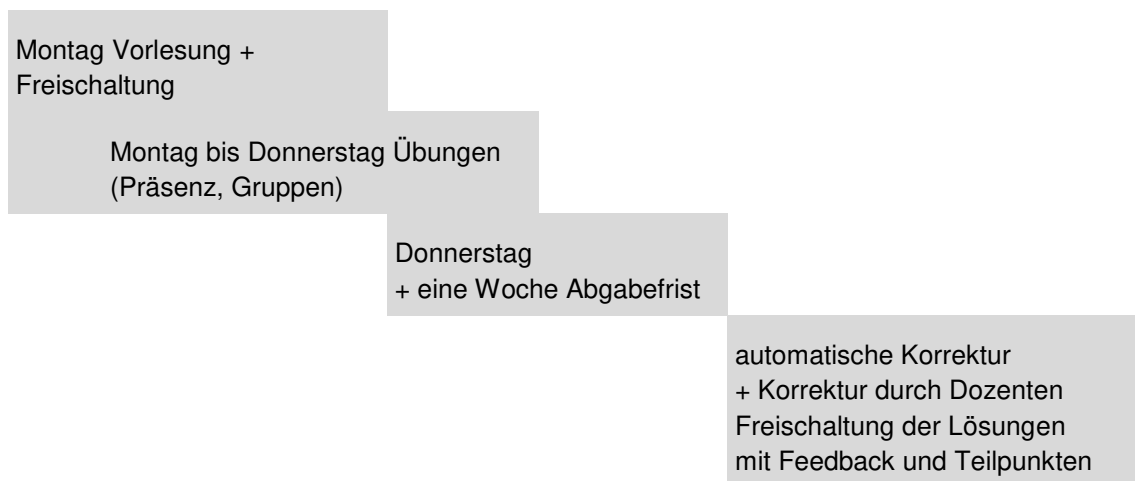 Montag Vorlesung +
Freischaltung
Montag bis Donnerstag Übungen
(Präsenz, Gruppen)
Donnerstag
+ eine Woche Abgabefrist
automatische Korrektur
+ Korrektur durch Dozenten
Freischaltung der Lösungen
mit Feedback und Teilpunkten